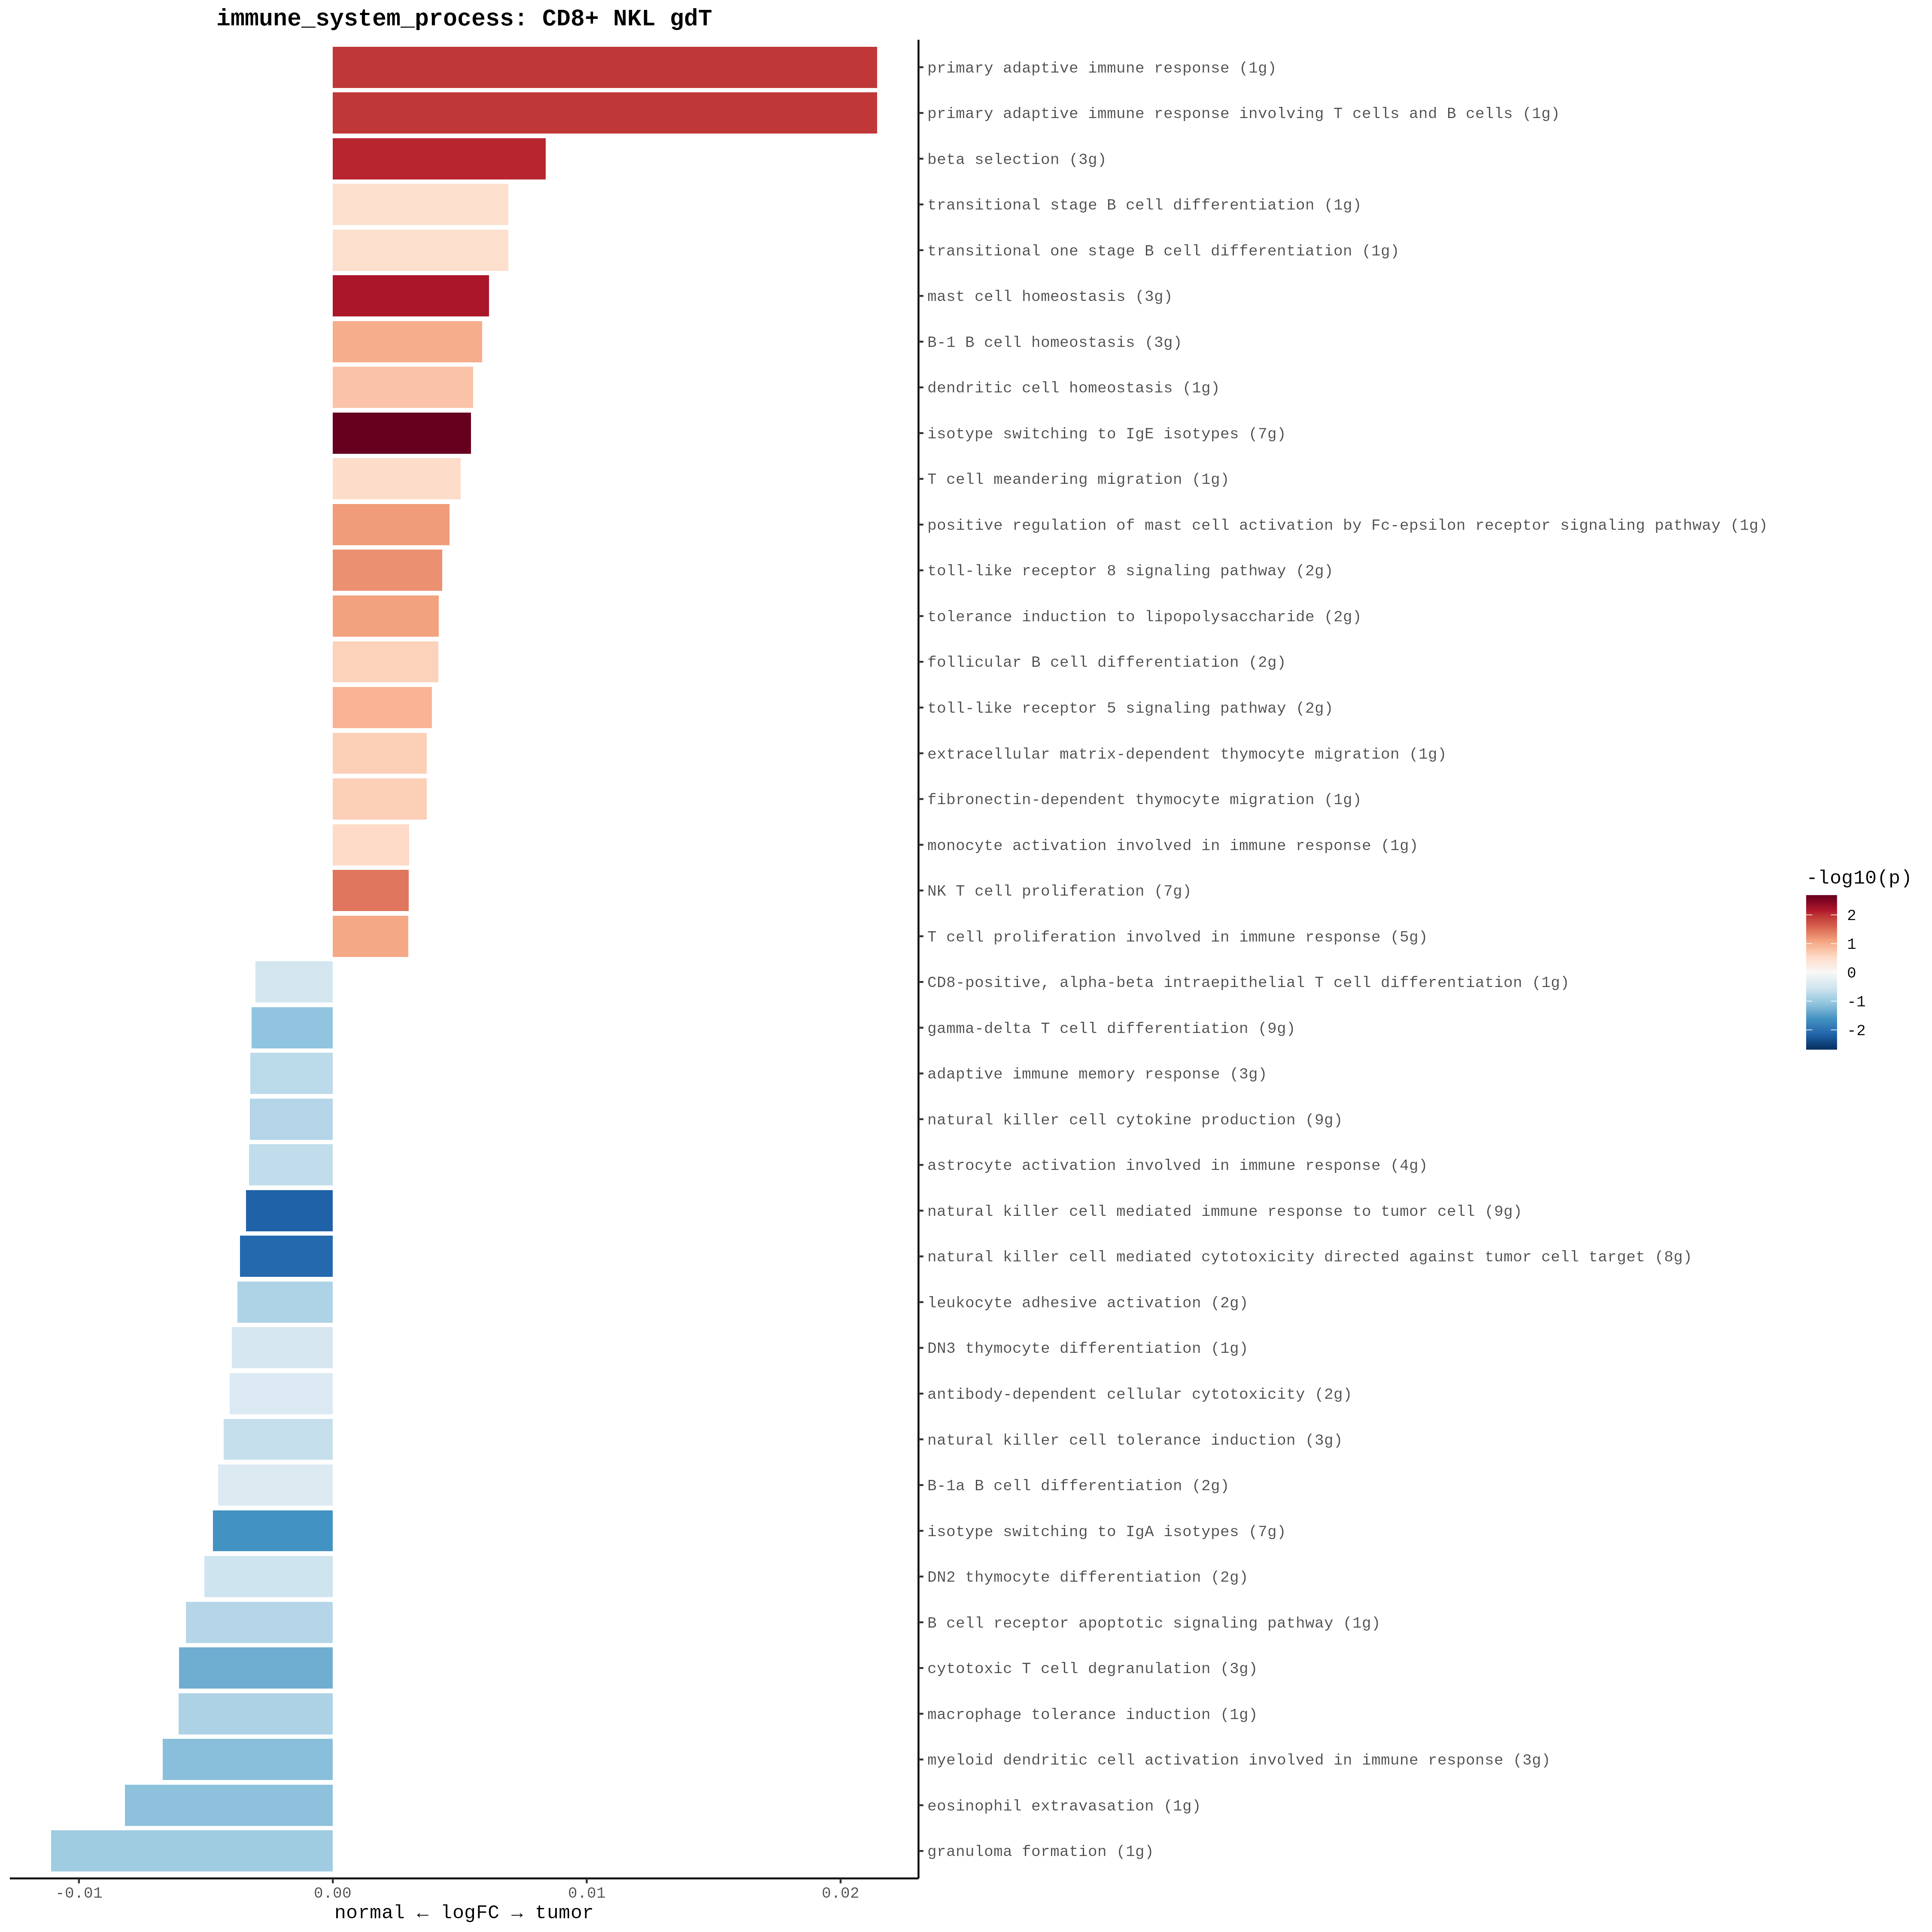 immune_system_process: CD8+ NKL gdT
primary adaptive immune response (1g)
primary adaptive immune response involving T cells and B cells (1g)
beta selection (3g)
transitional stage B cell differentiation (1g)
transitional one stage B cell differentiation (1g)
mast cell homeostasis (3g)
B-1 B cell homeostasis (3g)
dendritic cell homeostasis (1g)
isotype switching to IgE isotypes (7g)
T cell meandering migration (1g)
positive regulation of mast cell activation by Fc-epsilon receptor signaling pathway (1g)
toll-like receptor 8 signaling pathway (2g)
tolerance induction to lipopolysaccharide (2g)
follicular B cell differentiation (2g)
toll-like receptor 5 signaling pathway (2g)
extracellular matrix-dependent thymocyte migration (1g)
fibronectin-dependent thymocyte migration (1g)
monocyte activation involved in immune response (1g)
NK T cell proliferation (7g)
T cell proliferation involved in immune response (5g)
CD8-positive, alpha-beta intraepithelial T cell differentiation (1g)
gamma-delta T cell differentiation (9g)
adaptive immune memory response (3g)
natural killer cell cytokine production (9g)
astrocyte activation involved in immune response (4g)
natural killer cell mediated immune response to tumor cell (9g)
natural killer cell mediated cytotoxicity directed against tumor cell target (8g)
leukocyte adhesive activation (2g)
DN3 thymocyte differentiation (1g)
antibody-dependent cellular cytotoxicity (2g)
natural killer cell tolerance induction (3g)
B-1a B cell differentiation (2g)
isotype switching to IgA isotypes (7g)
DN2 thymocyte differentiation (2g)
B cell receptor apoptotic signaling pathway (1g)
cytotoxic T cell degranulation (3g)
macrophage tolerance induction (1g)
myeloid dendritic cell activation involved in immune response (3g)
eosinophil extravasation (1g)
granuloma formation (1g)
-0.01 0.00 0.01 0.02
normal ← logFC → tumor
-log10(p)
2
1
0
-1
-2